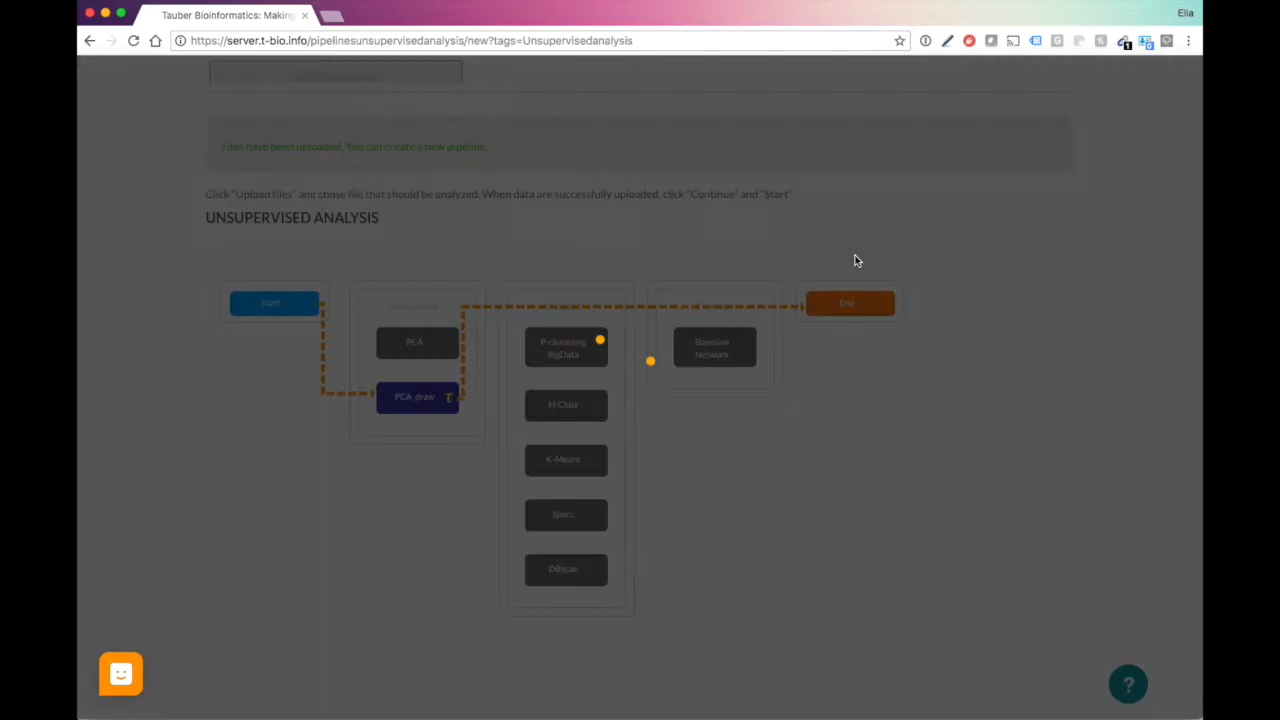 Tauber Bioinformatics: Making
Elia
https://server.t-bio.info/pipelinesunsupervisedanalysis/new?tags=Unsupervisedanalysis
Files have been uploaded. You can create a new pipeline.
Click "Upload files" and chose file that should be analyzed. When data are successfully uploaded, click "Continue" and "Start"
UNSUPERVISED ANALYSIS
Start
End
PCA
P-clustering
BigData
Bayesian
Network
PCA_draw
H-Clust
K-Means
Specc
DBscan
?